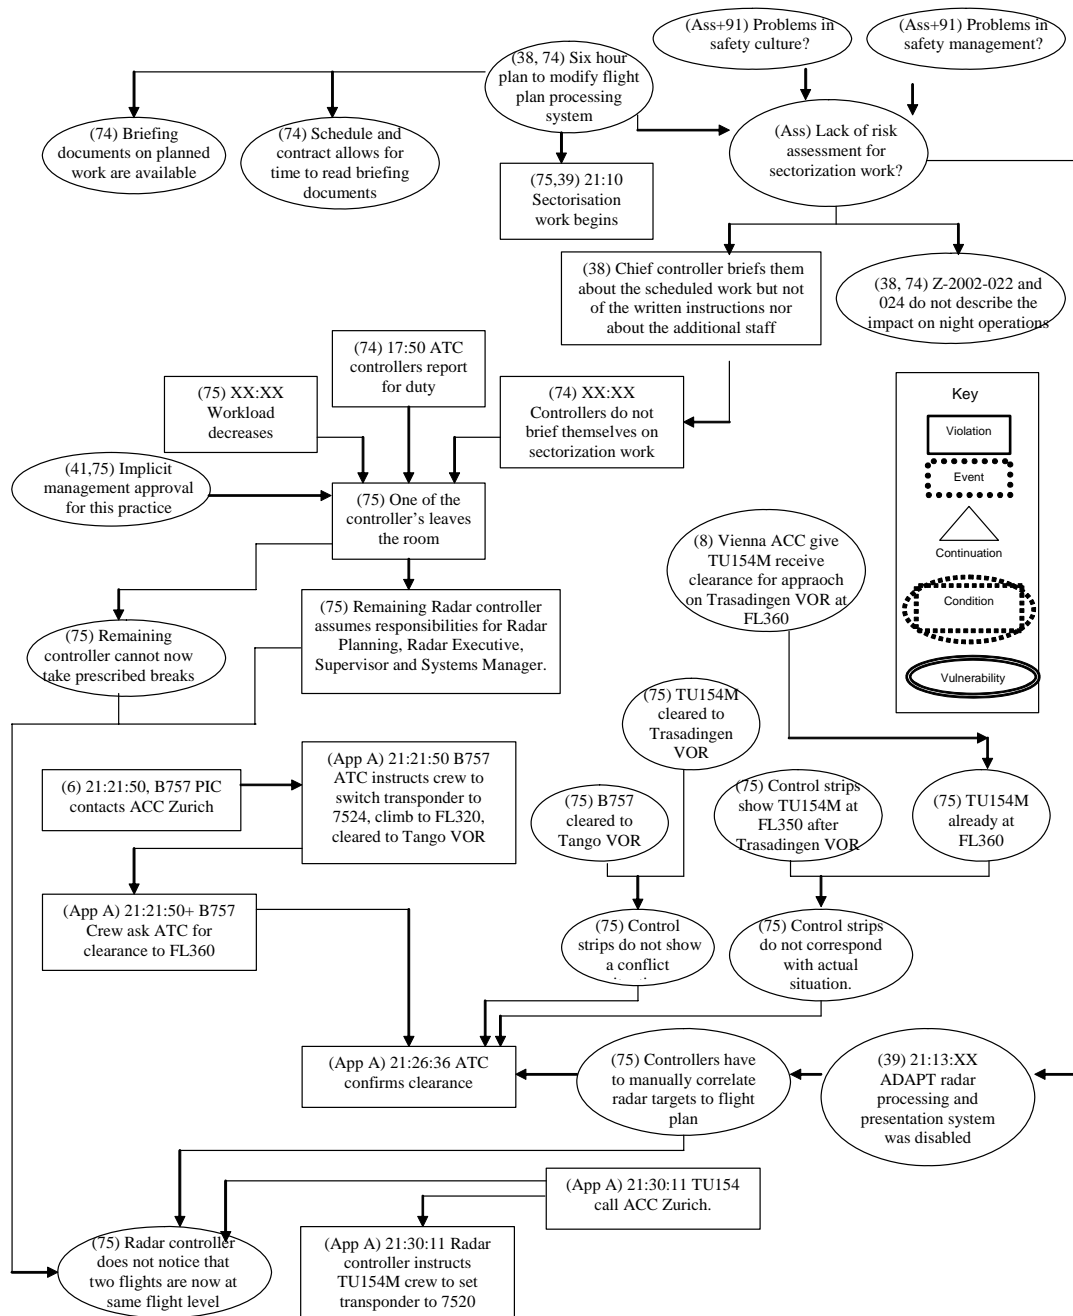 (Ass+91) Problems in
safety culture?
(Ass+91) Problems in
safety management?
(38, 74) Six hour
plan to modify flight
plan processing
system
(74) Briefing
documents on planned
work are available
(74) Schedule and
contract allows for
time to read briefing
documents
(Ass) Lack of risk
assessment for
sectorization work?
(75,39) 21:10
Sectorisation
work begins
(38) Chief controller briefs them
about the scheduled work but not
of the written instructions nor
about the additional staff
(38, 74) Z-2002-022 and
024 do not describe the
impact on night operations
(74) 17:50 ATC
controllers report
for duty
(75) XX:XX
Workload
decreases
(74) XX:XX
Controllers do not
brief themselves on
sectorization work
Key
Violation
Event
Continuation
Condition
Vulnerability
(41,75) Implicit
management approval
for this practice
(75) One of the
controller's leaves
the room
(8) Vienna ACC give
TU154M receive
clearance for appraoch
on Trasadingen VOR at
FL360
(75) Remaining
controller cannot now
take prescribed breaks
(75) Remaining Radar controller
assumes responsibilities for Radar
Planning, Radar Executive,
Supervisor and Systems Manager.
(75) TU154M
cleared to
Trasadingen
VOR
(6) 21:21:50, B757 PIC
contacts ACC Zurich
(App A) 21:21:50 B757
ATC instructs crew to
switch transponder to
7524, climb to FL320,
cleared to Tango VOR
(75) B757
cleared to
Tango VOR
(75) Control strips
show TU154M at
FL350 after
Trasadingen VOR
(75) TU154M
already at
FL360
(App A) 21:21:50+ B757
Crew ask ATC for
clearance to FL360
(75) Control
strips do not show
a conflict
(75) Control strips
do not correspond
with actual
situation.
(App A) 21:26:36 ATC
confirms clearance
(75) Controllers have
to manually correlate
radar targets to flight
plan
(39) 21:13:XX
ADAPT radar
processing and
presentation system
was disabled
(App A) 21:30:11 TU154
call ACC Zurich.
(75) Radar controller
does not notice that
two flights are now at
same flight level
(App A) 21:30:11 Radar
controller instructs
TU154M crew to set
transponder to 7520